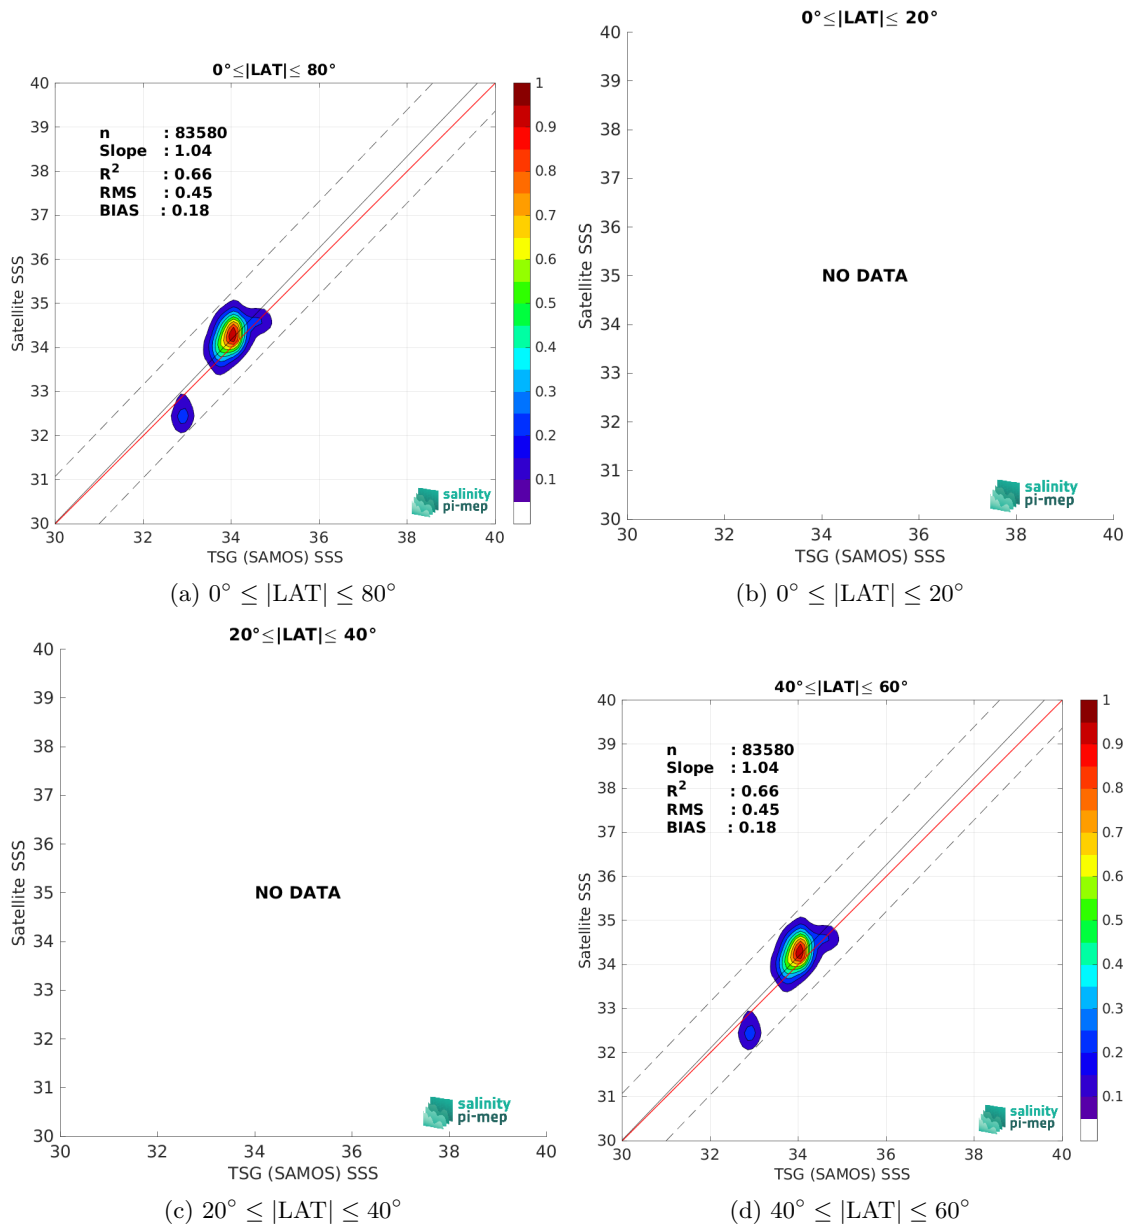 0°≤|LAT|≤ 80°
40
39
38
37
36
35
34
33
32
31
30
Satellite SSS
n : 83580
Slope : 1.04
R² : 0.66
RMS : 0.45
BIAS : 0.18
salinity
pi-mep
30 32 34 36 38 40
TSG (SAMOS) SSS
1
0.9
0.8
0.7
0.6
0.5
0.4
0.3
0.2
0.1
(a) 0° ≤ |LAT| ≤ 80°
0°≤|LAT|≤ 20°
40
39
38
37
36
35
34
33
32
31
30
Satellite SSS
NO DATA
salinity
pi-mep
30 32 34 36 38 40
TSG (SAMOS) SSS
(b) 0° ≤ |LAT| ≤ 20°
20°≤|LAT|≤ 40°
40
39
38
37
36
35
34
33
32
31
30
Satellite SSS
NO DATA
salinity
pi-mep
30 32 34 36 38 40
TSG (SAMOS) SSS
(c) 20° ≤ |LAT| ≤ 40°
40°≤|LAT|≤ 60°
40
39
38
37
36
35
34
33
32
31
30
Satellite SSS
n : 83580
Slope : 1.04
R² : 0.66
RMS : 0.45
BIAS : 0.18
salinity
pi-mep
30 32 34 36 38 40
TSG (SAMOS) SSS
1
0.9
0.8
0.7
0.6
0.5
0.4
0.3
0.2
0.1
(d) 40° ≤ |LAT| ≤ 60°